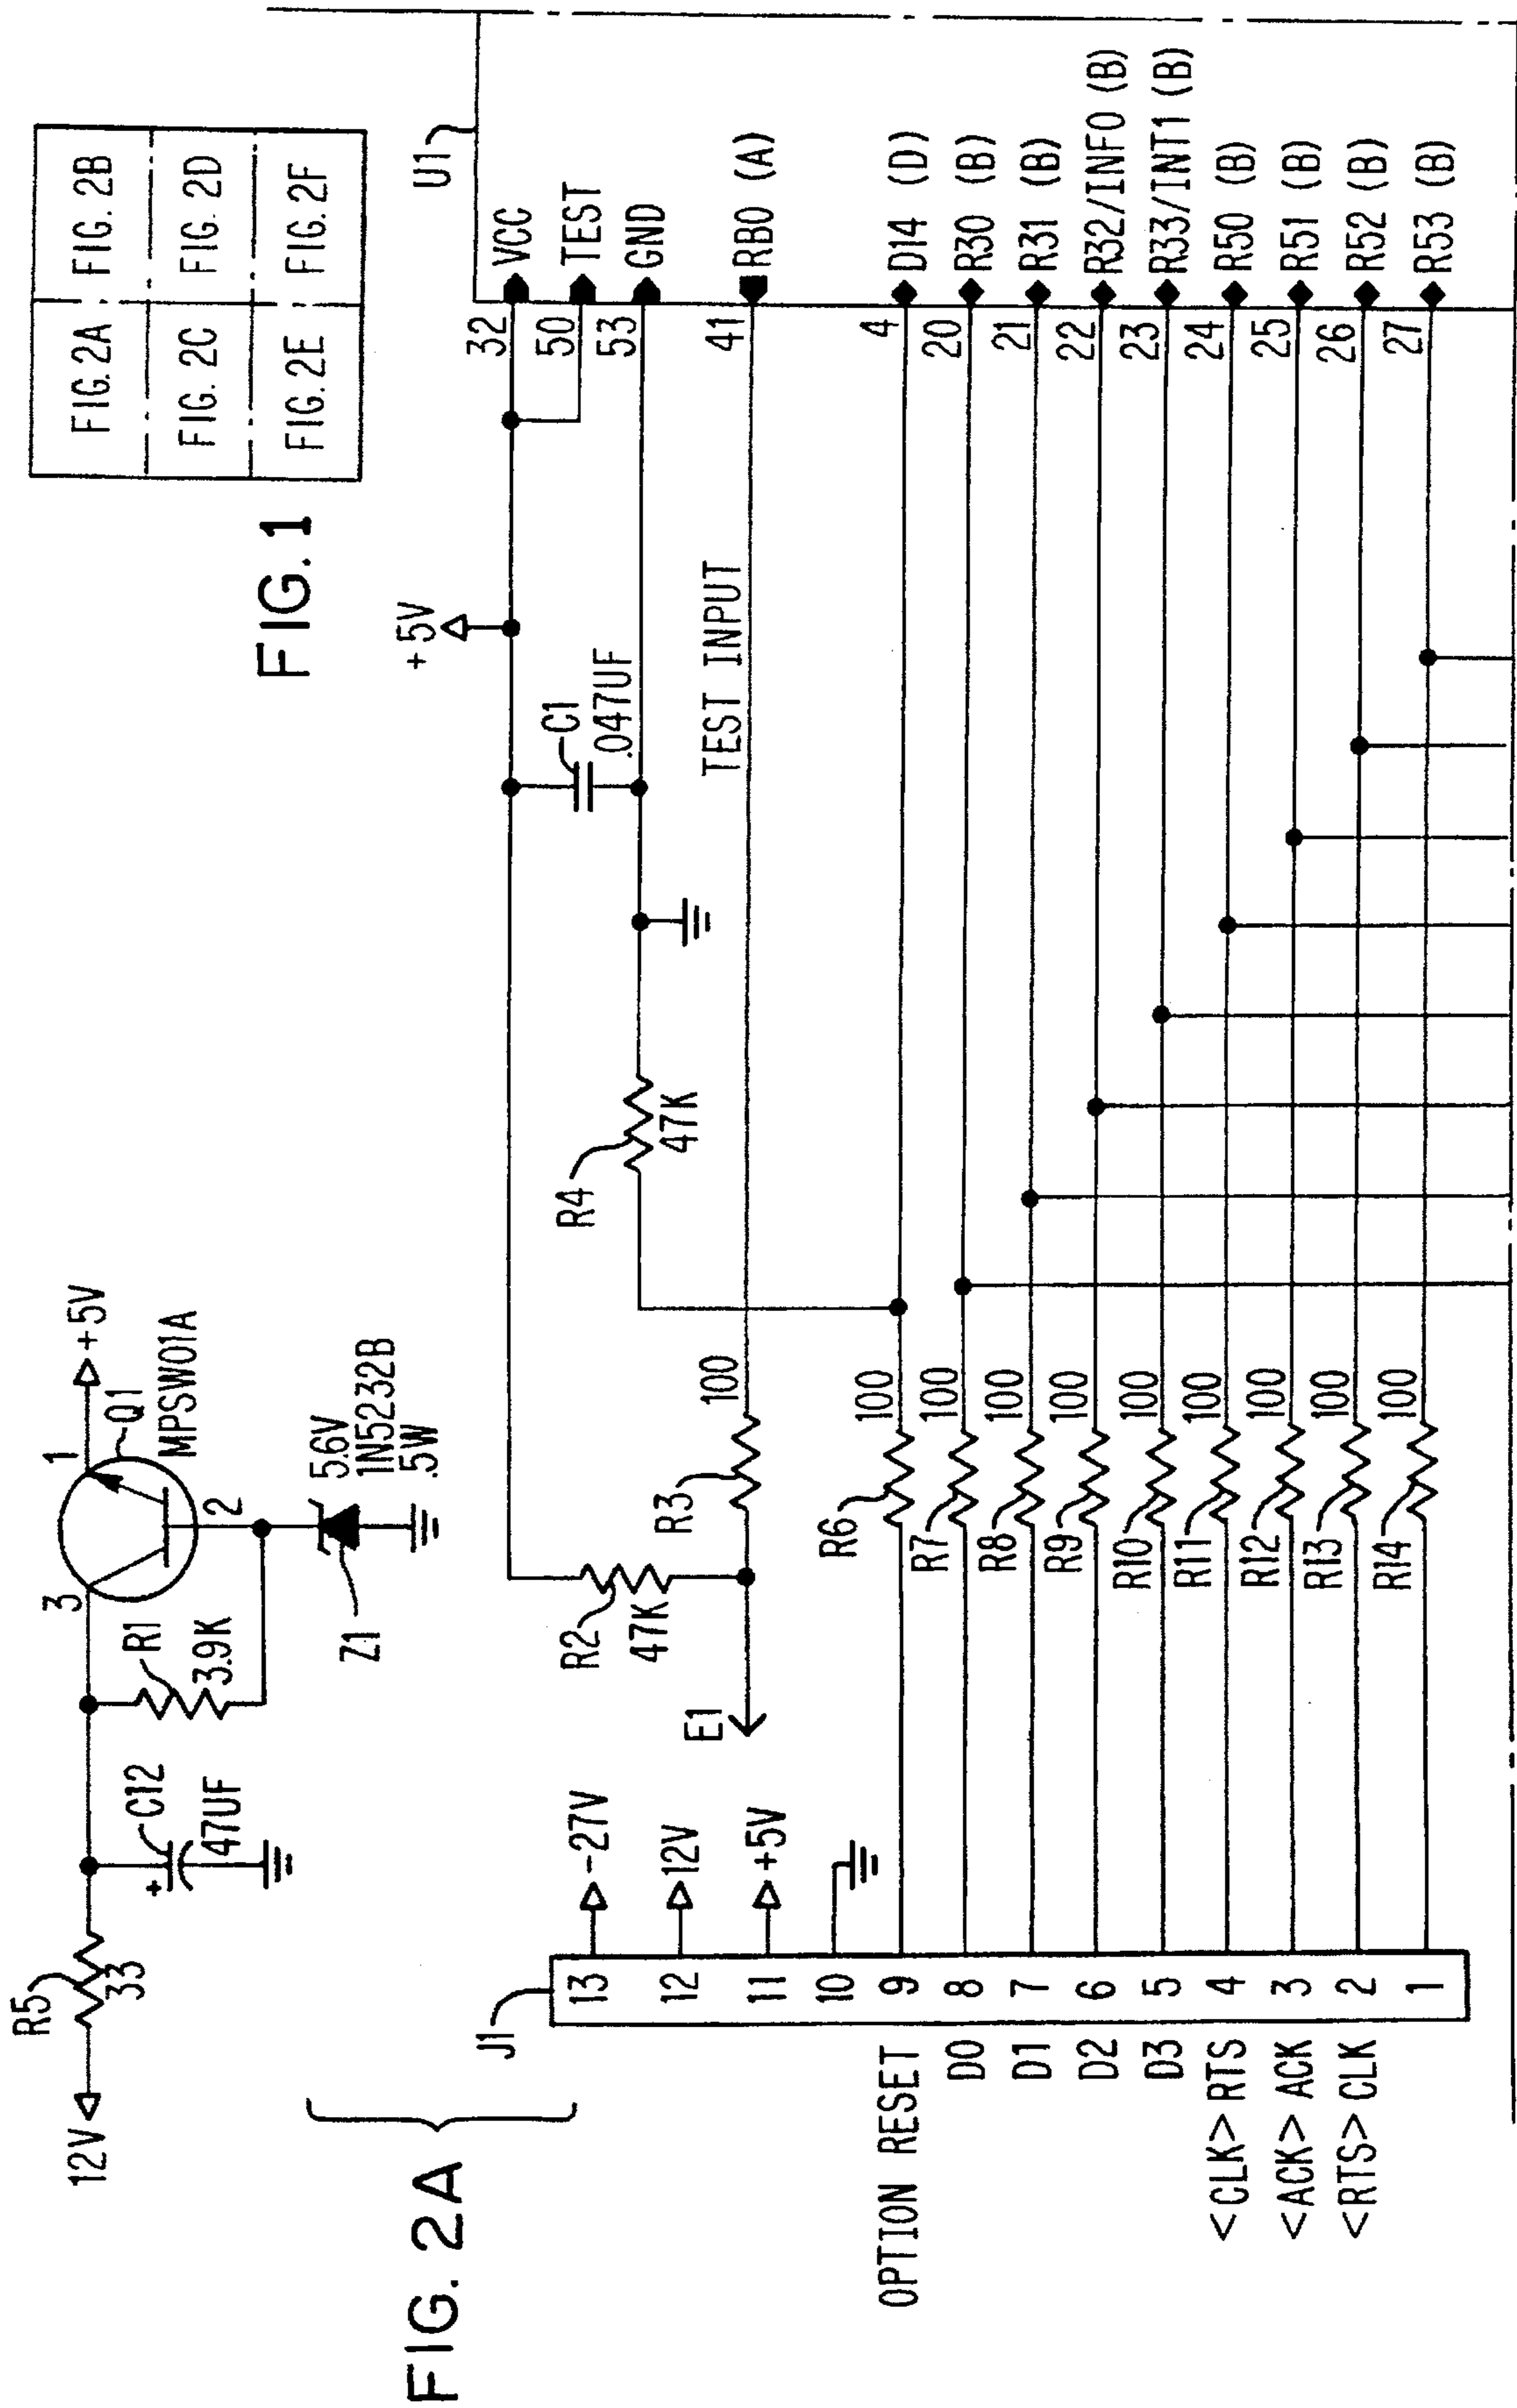 FIG. 1
FIG. 2A FIG. 2B
FIG. 2C FIG. 2D
FIG. 2E FIG. 2F
FIG. 2A
12V
R5
33
C12
+
47UF
R1
3.9K
3
1
2
+5V
Q1
MPSW01A
Z1
5.6V
1N5232B
.5W
+5V
U1
32 VCC
50 TEST
53 GND
C1
.047UF
R4
47K
R2
47K
E1
R3
100
TEST INPUT
41 RB0 (A)
J1
13 -27V
12 12V
11 +5V
10
OPTION RESET 9 R6 100 4 D14 (D)
D0 8 R7 100 20 R30 (B)
D1 7 R8 100 21 R31 (B)
D2 6 R9 100 22 R32/INFO (B)
D3 5 R10 100 23 R33/INT1 (B)
<CLK> RTS 4 R11 100 24 R50 (B)
<ACK> ACK 3 R12 100 25 R51 (B)
<RTS> CLK 2 R13 100 26 R52 (B)
1 R14 100 27 R53 (B)